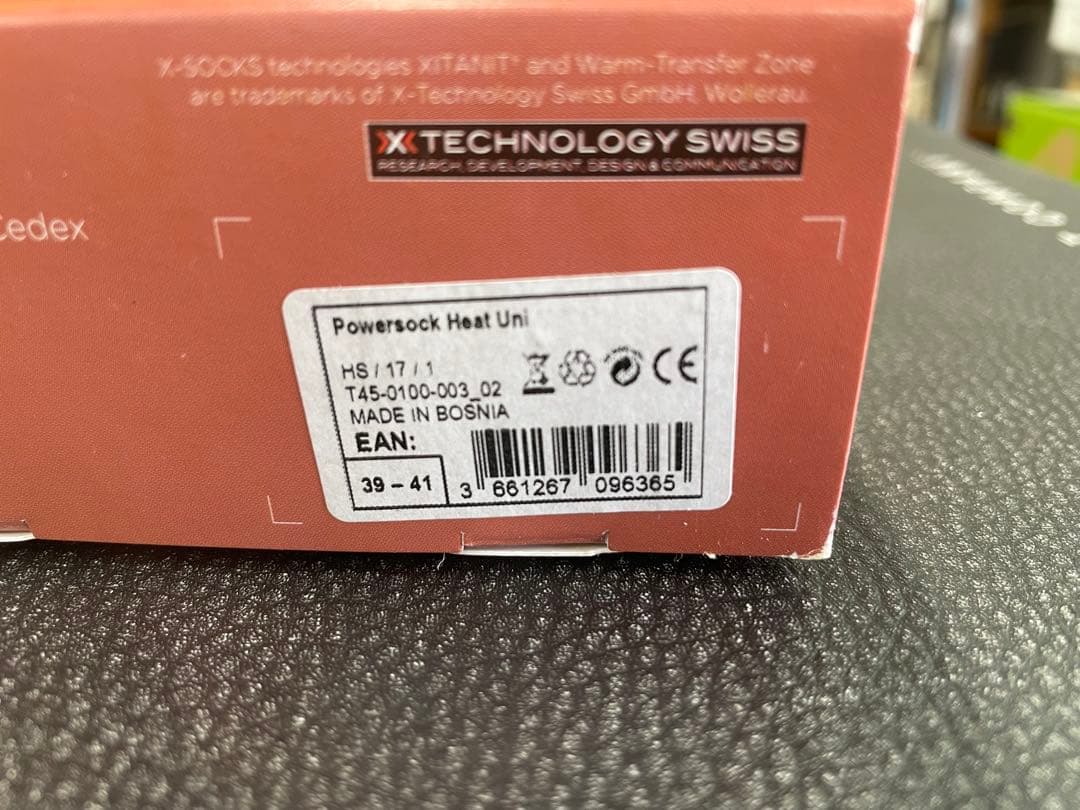 X-SOCKS technologies XITANIT® and Warm-Transfer Zone
are trademarks of X-Technology Swiss GmbH, Wollerau.
X TECHNOLOGY SWISS
RESEARCH, DEVELOPMENT, DESIGN & COMMUNICATION
Cedex
Powersock Heat Uni
HS / 17 / 1
T45-0100-003_02
MADE IN BOSNIA
CE
EAN:
39 – 41
3 661267 096365